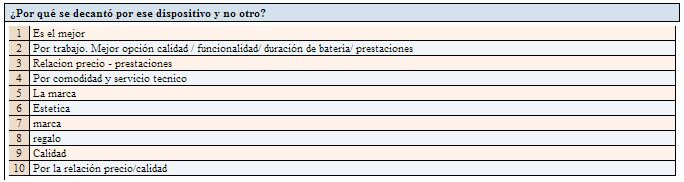 ¿Por qué se decantó por ese dispositivo y no otro?
1 Es el mejor
2 Por trabajo. Mejor opción calidad / funcionalidad/ duración de bateria/ prestaciones
3 Relacion precio - prestaciones
4 Por comodidad y servicio tecnico
5 La marca
6 Estetica
7 marca
8 regalo
9 Calidad
10 Por la relación precio/calidad